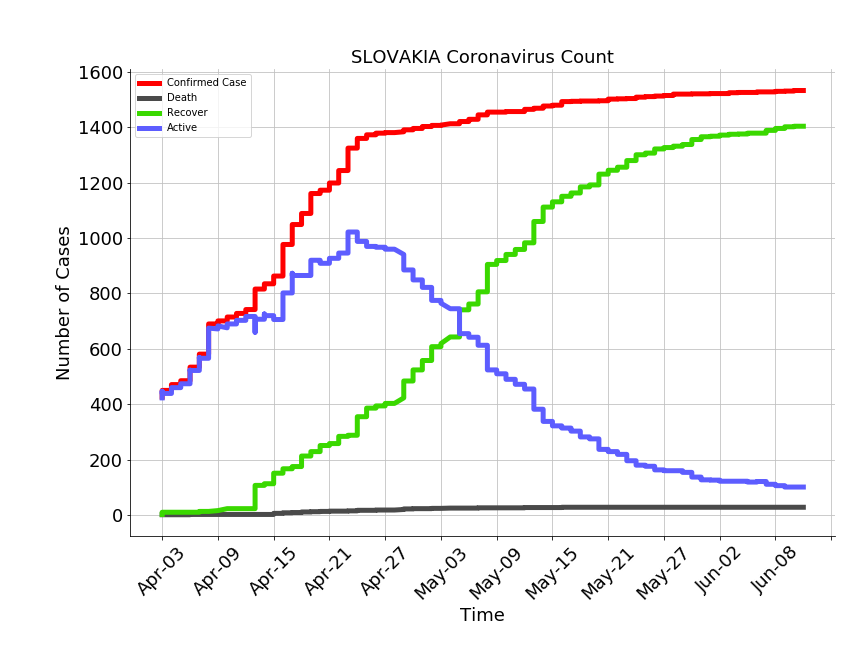 SLOVAKIA Coronavirus Count
Confirmed Case
Death
Recover
Active
Number of Cases
1600
1400
1200
1000
800
600
400
200
0
Apr-03
Apr-09
Apr-15
Apr-21
Apr-27
May-03
May-09
May-15
May-21
May-27
Jun-02
Jun-08
Time